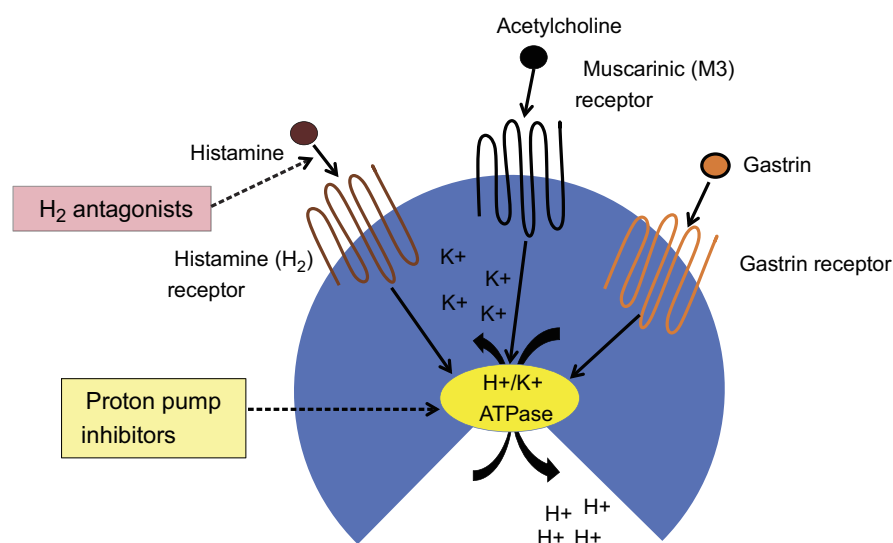 Acetylcholine
Muscarinic (M3)
receptor
Histamine
Gastrin
H₂ antagonists
Histamine (H₂)
receptor
Gastrin receptor
K+
K+
K+
K+
H+/K+
ATPase
Proton pump
inhibitors
H+ H+
H+ H+